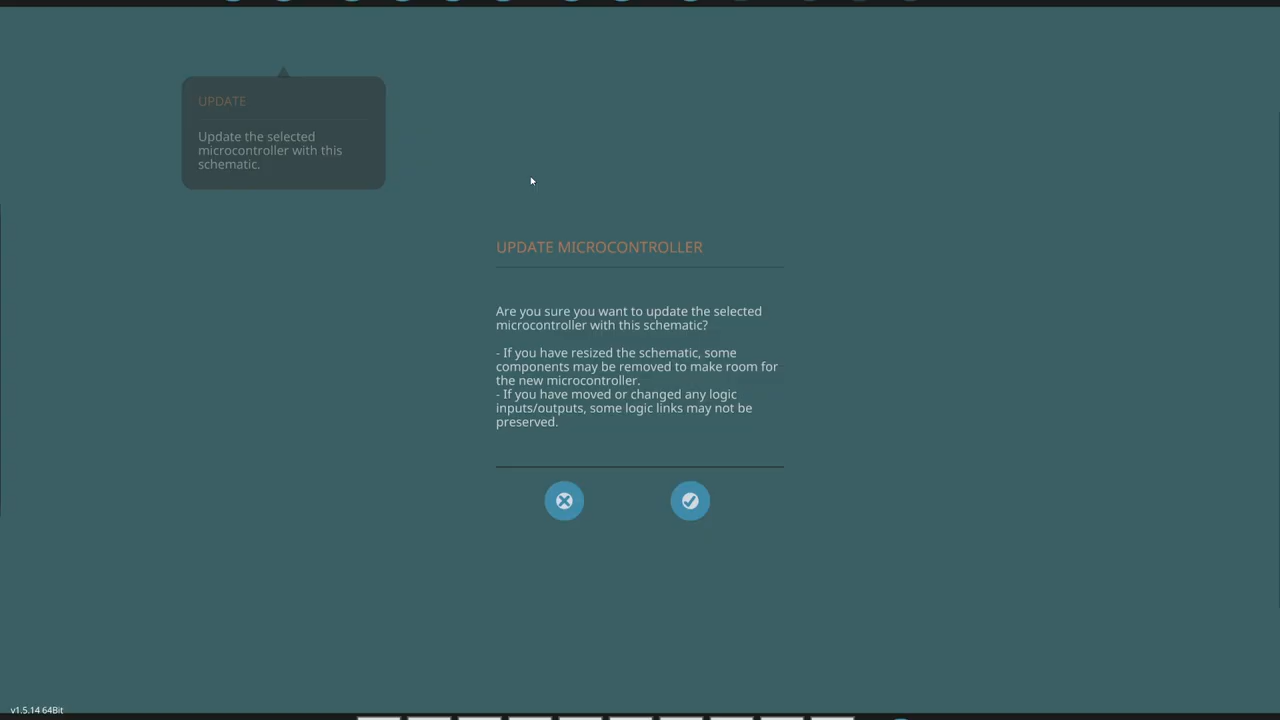 UPDATE
Update the selected
microcontroller with this
schematic.
UPDATE MICROCONTROLLER
Are you sure you want to update the selected
microcontroller with this schematic?
- If you have resized the schematic, some
components may be removed to make room for
the new microcontroller.
- If you have moved or changed any logic
inputs/outputs, some logic links may not be
preserved.
v1.5.14 64Bit